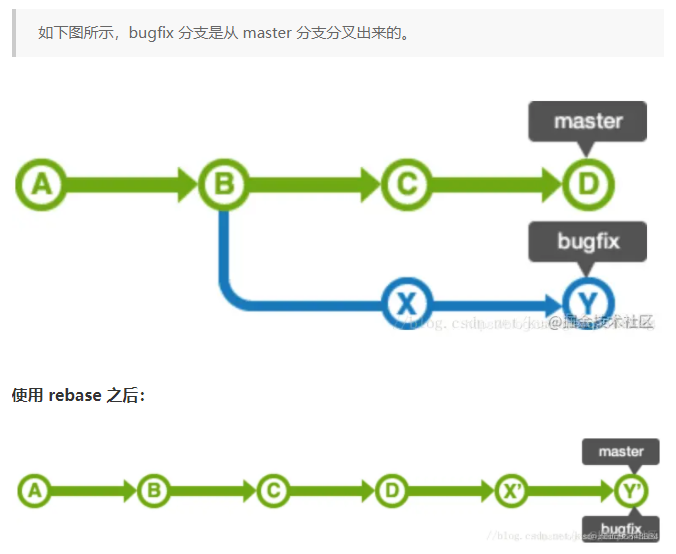 如下图所示，bugfix 分支是从 master 分支分叉出来的。
master
A B C D
bugfix
X Y
@掘金技术社区
使用 rebase 之后：
master
A B C D X' Y'
bugfix